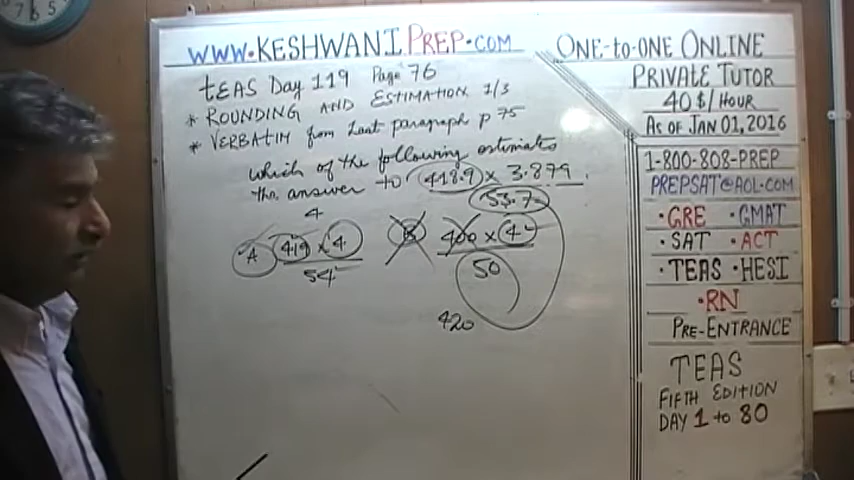 WWW.KESHWANIPREP.COM
TEAS DAY 119 Page 76
* ROUNDING AND ESTIMATION 1/3
* VERBATIM from Last paragraph p 75
which of the following estimates
the answer to 418.9 × 3.879
53.7
4
A 419 × 4
54
B 400 × 4
50
420
ONE-TO-ONE ONLINE
PRIVATE TUTOR
40 $/HOUR
AS OF JAN 01, 2016
1-800-808-PREP
PREPSAT@AOL.COM
• GRE • GMAT
• SAT • ACT
• TEAS • HESI
• RN
PRE-ENTRANCE
TEAS
FIFTH EDITION
DAY 1 TO 80
7 6 5